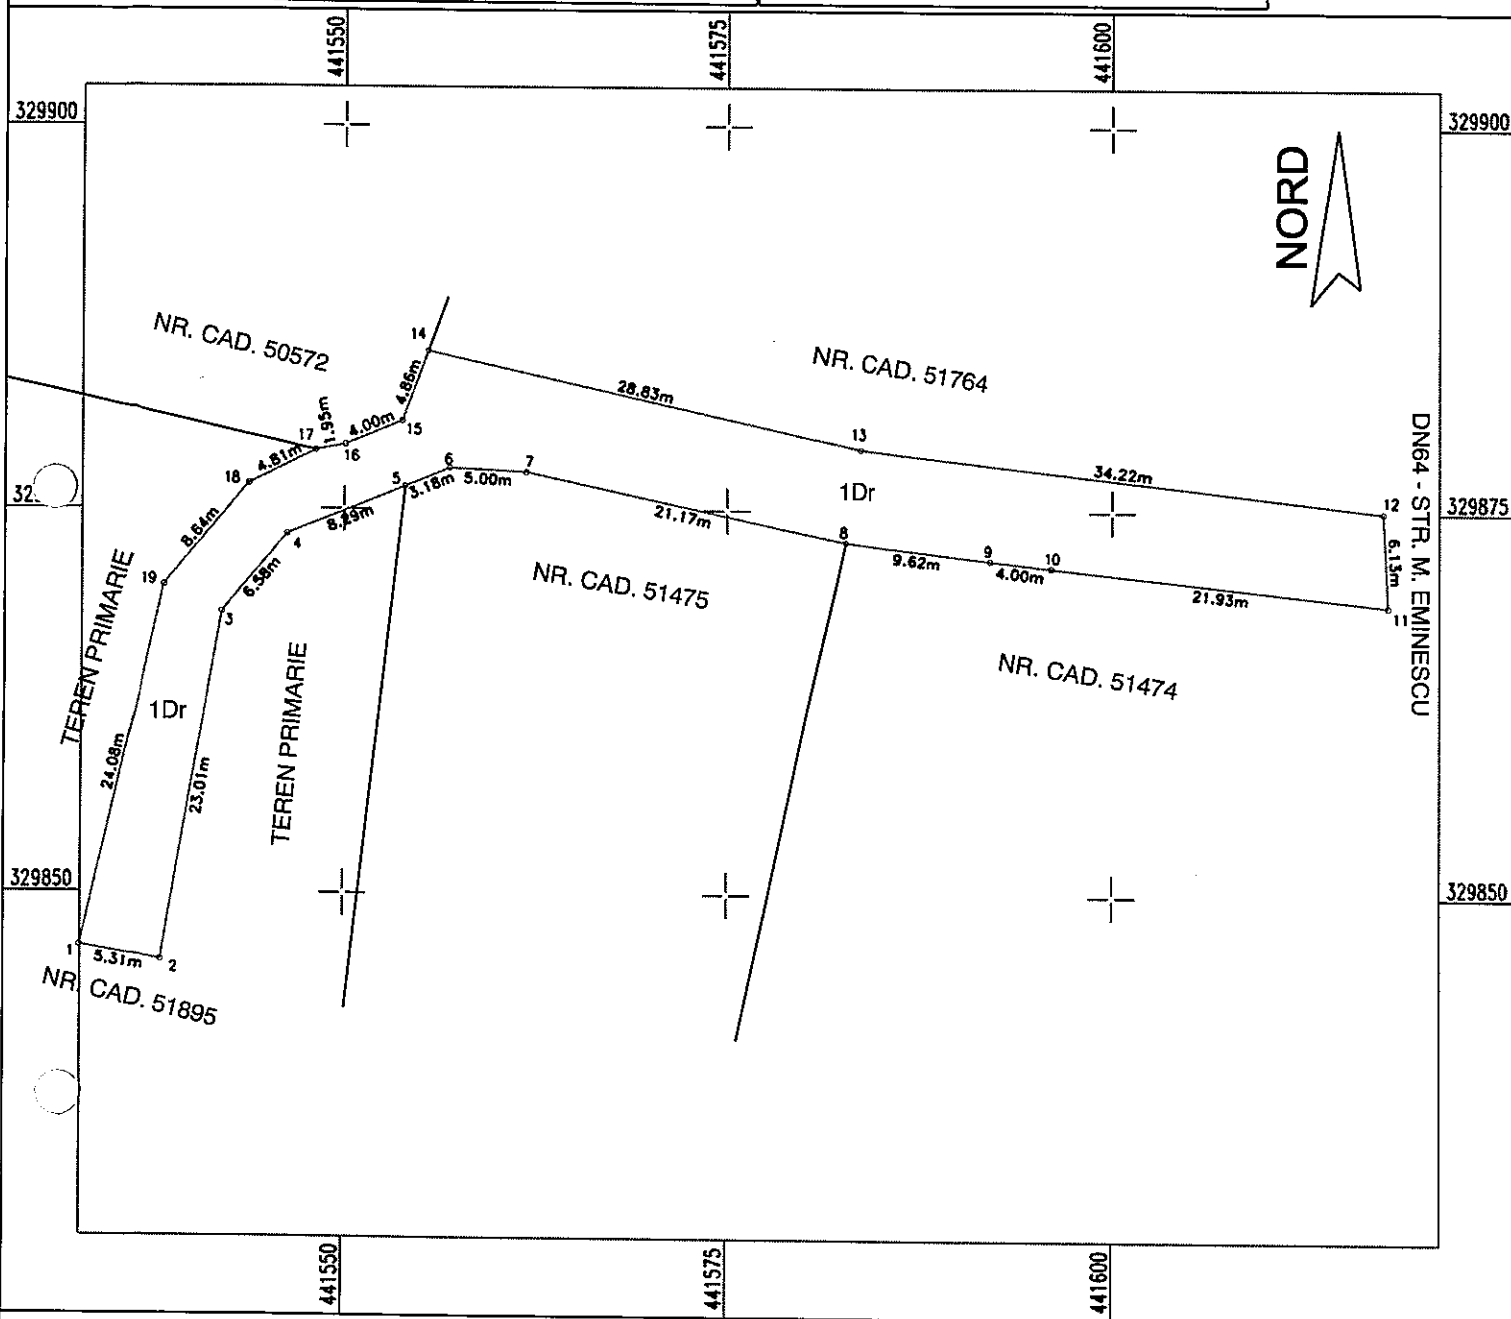 441550
441575
441600
329900
329900
NORD
NR. CAD. 50572
14
4.86m
28.83m
NR. CAD. 51764
DN64 - STR. M. EMINESCU
17
1.95m
4.00m
15
16
13
18
4.81m
6
7
5
3.18m
5.00m
34.22m
1Dr
12
32
329875
8.64m
8.29m
4
21.17m
8
9.62m
9
4.00m
10
6.13m
19
6.58m
3
NR. CAD. 51475
21.93m
11
TEREN PRIMARIE
TEREN PRIMARIE
NR. CAD. 51474
1Dr
24.08m
23.01m
329850
329850
1
5.31m
2
NR. CAD. 51895
441550
441575
441600